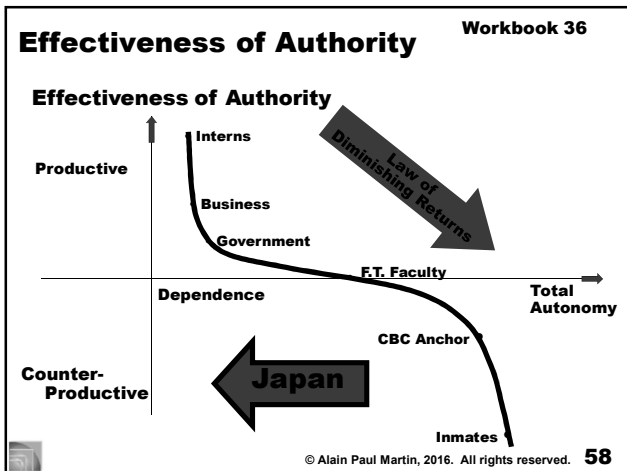 Workbook 36
Effectiveness of Authority
Effectiveness of Authority
Interns
Productive
Law of
Diminishing Returns
Business
Government
F.T. Faculty
Dependence
Total
Autonomy
CBC Anchor
Counter-
Productive
Japan
Inmates
© Alain Paul Martin, 2016. All rights reserved. 58